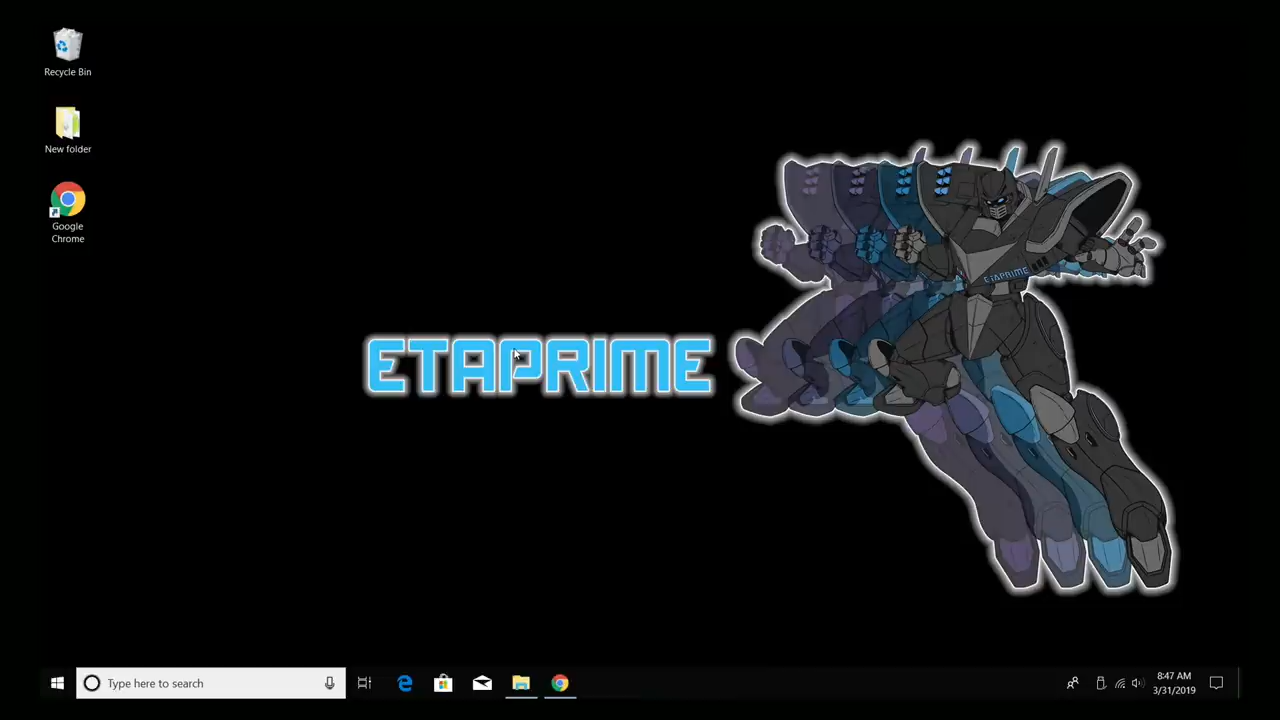 Recycle Bin
New folder
Google
Chrome
ETAPRIME
ETAPRIME
Type here to search
8:47 AM
3/31/2019